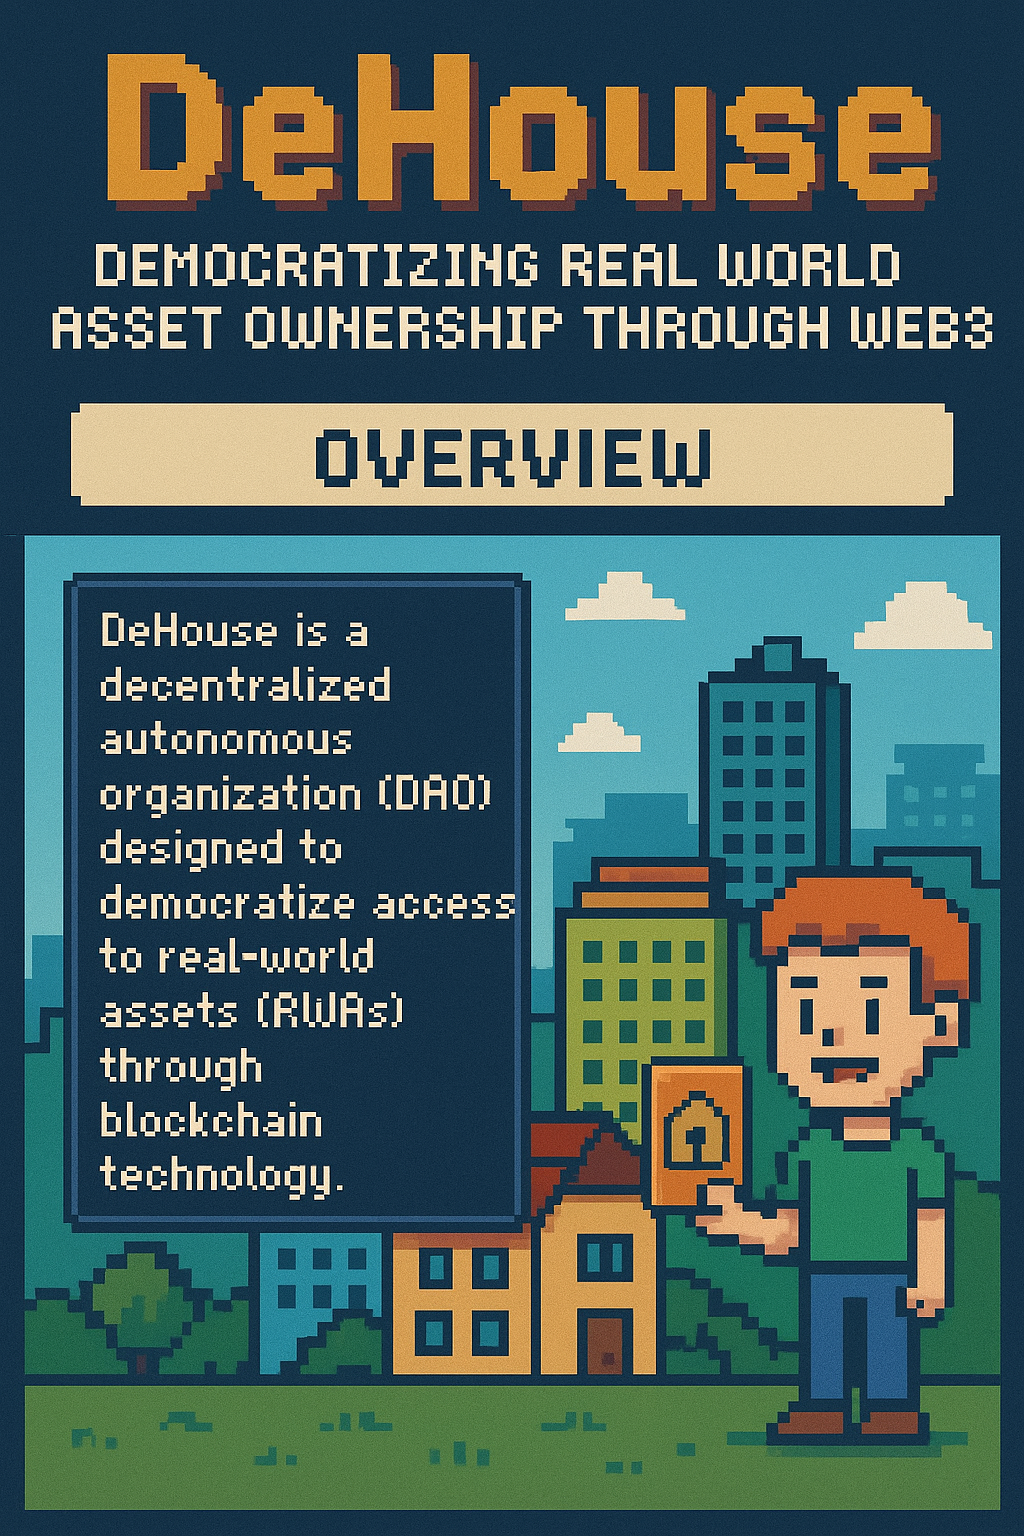 DeHouse
DEMOCRATIZING REAL WORLD
ASSET OWNERSHIP THROUGH WEB3
OVERVIEW
DeHouse is a
decentralized
autonomous
organization (DAO)
designed to
democratize access
to real-world
assets (RWAs)
through
blockchain
technology.